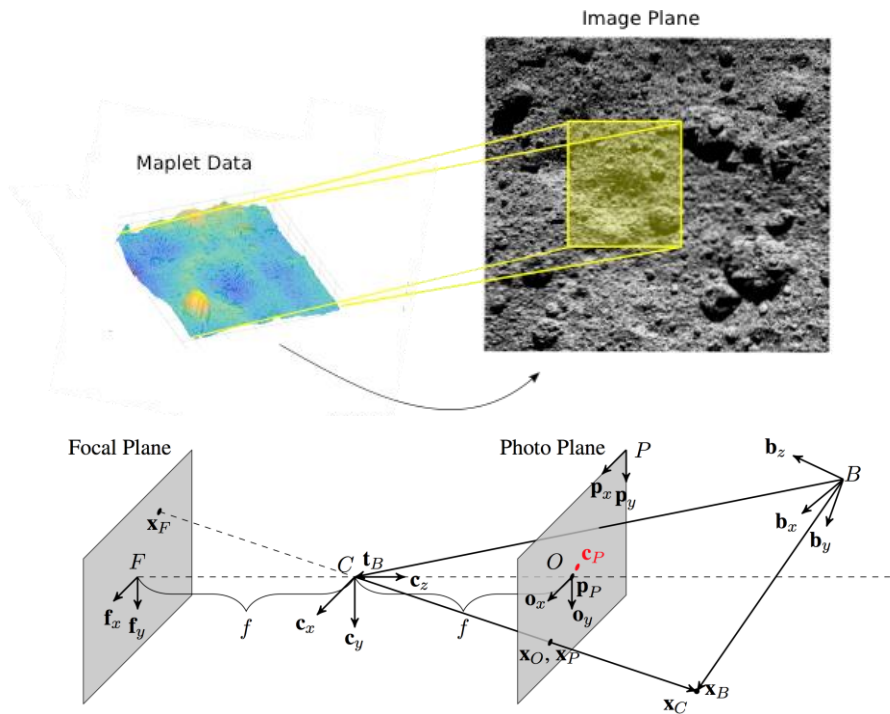 Image Plane
Maplet Data
Focal Plane
Photo Plane
P
p_x
p_y
b_z
B
b_x
b_y
x_F
F
f_x
f_y
f
C
t_B
c_z
c_x
c_y
f
O
c_P
p_P
o_x
o_y
x_O, x_P
x_C
x_B